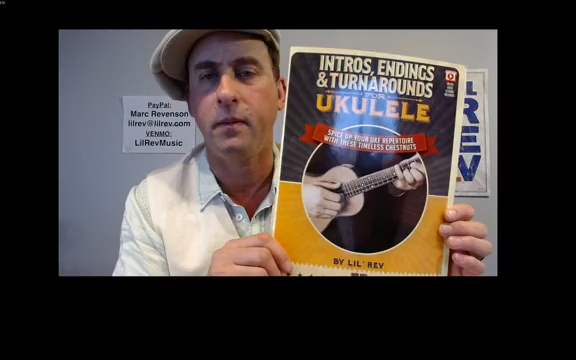 PayPal:
Marc Revenson
lilrev@lilrev.com
VENMO:
LilRevMusic
INTROS, ENDINGS
& TURNAROUNDS
FOR
UKULELE
SPICE UP YOUR UKE REPERTOIRE
WITH THESE TIMELESS CHESTNUTS
BY LIL' REV
L
REV